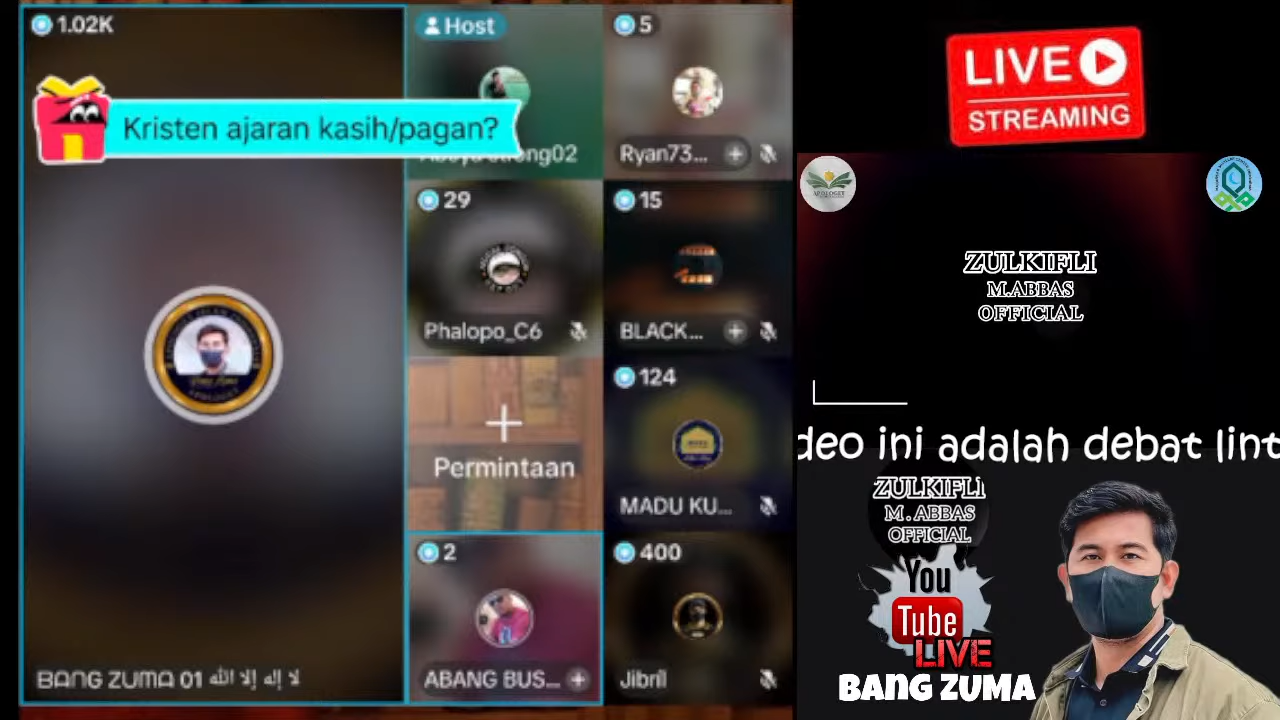 1.02K
Kristen ajaran kasih/pagan?
BANG ZUMA 01 لا إله إلا الله
Host
ong02
5
Ryan73...
29
Phalopo_C6
15
BLACK...
Permintaan
124
MADU KU...
2
ABANG BUS...
400
Jibril
LIVE
STREAMING
ZULKIFLI
M.ABBAS
OFFICIAL
deo ini adalah debat lint
ZULKIFLI
M.ABBAS
OFFICIAL
You
Tube
LIVE
BANG ZUMA